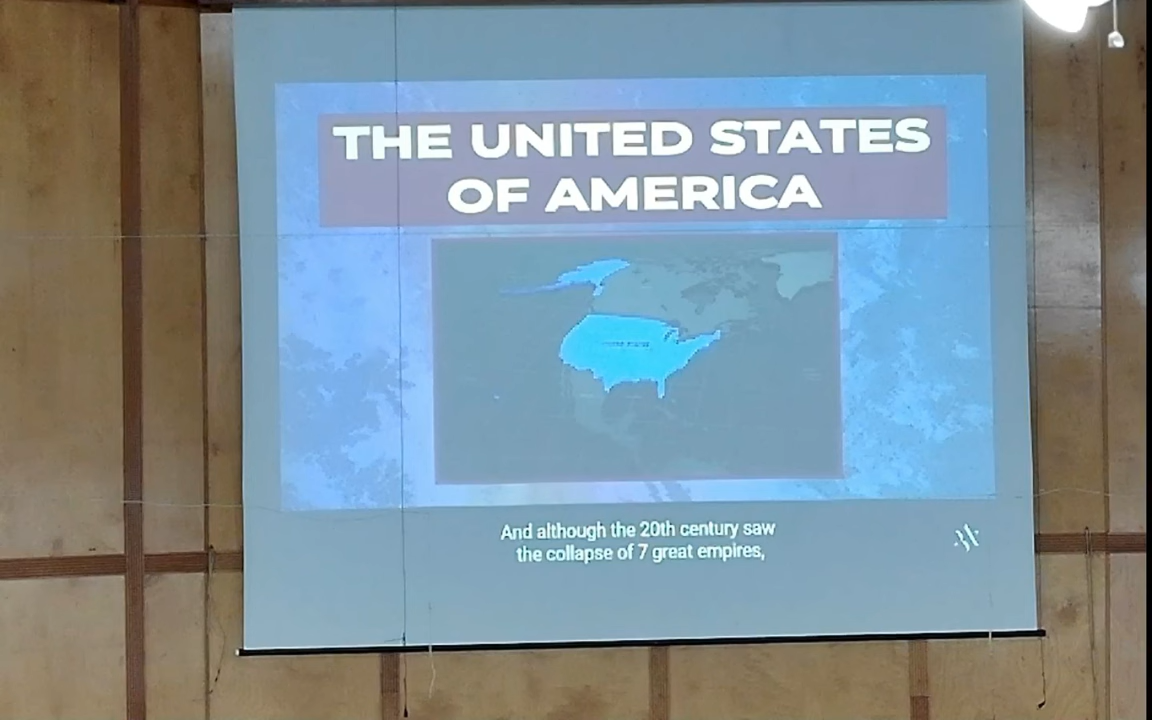 THE UNITED STATES
OF AMERICA
And although the 20th century saw
the collapse of 7 great empires,